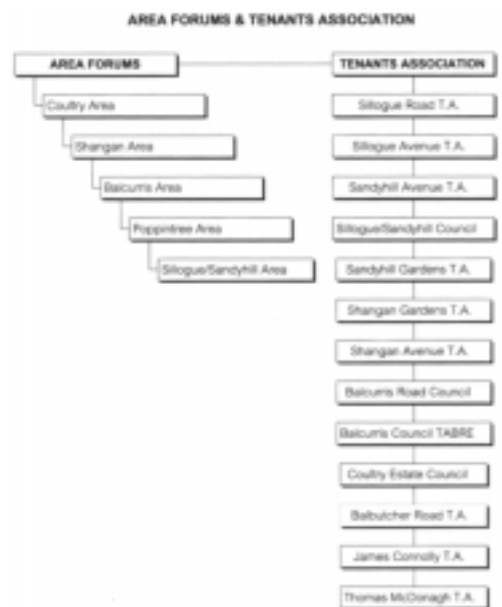 AREA FORUMS & TENANTS ASSOCIATION
AREA FORUMS
Coultry Area
Shangan Area
Balcurris Area
Poppintree Area
Sillogue/Sandyhill Area
TENANTS ASSOCIATION
Sillogue Road T.A.
Sillogue Avenue T.A.
Sandyhill Avenue T.A.
Sillogue/Sandyhill Council
Sandyhill Gardens T.A.
Shangan Gardens T.A.
Shangan Avenue T.A.
Balcurris Road Council
Balcurris Council TABRE
Coultry Estate Council
Balbutcher Road T.A.
James Connolly T.A.
Thomas McDonagh T.A.